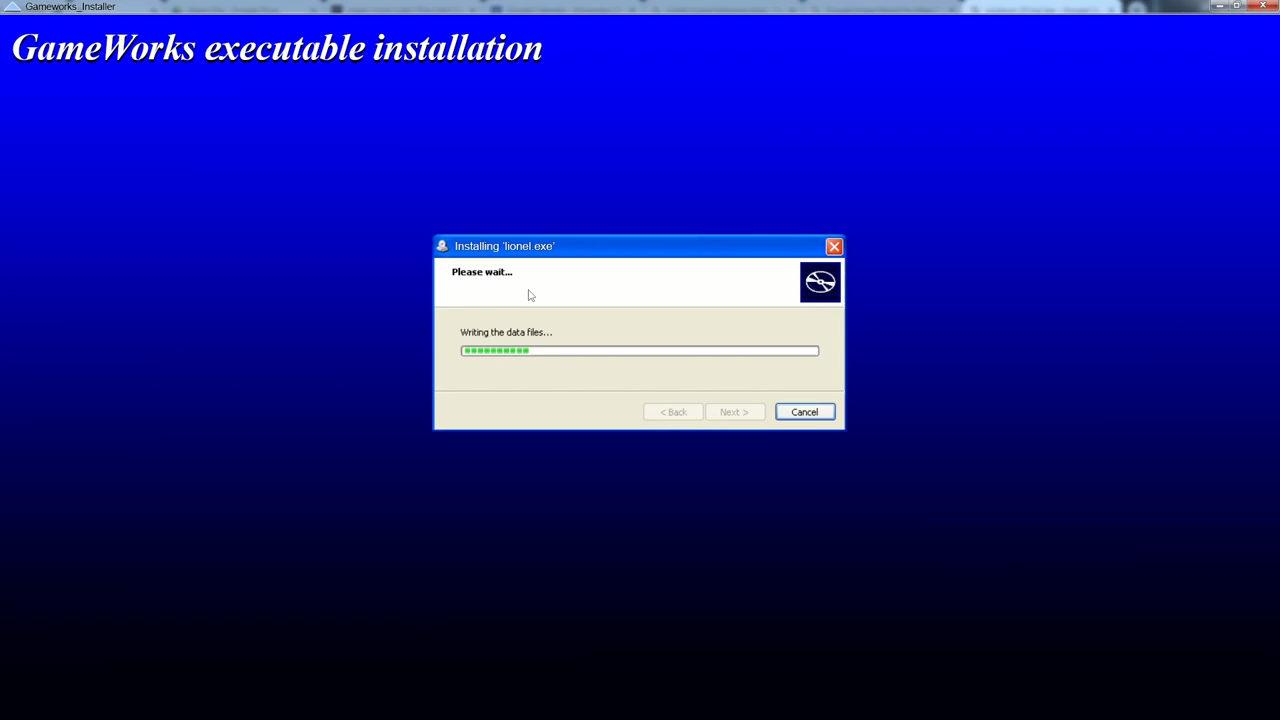 Gameworks_Installer
GameWorks executable installation
Installing 'lionel.exe'
Please wait...
Writing the data files...
< Back
Next >
Cancel